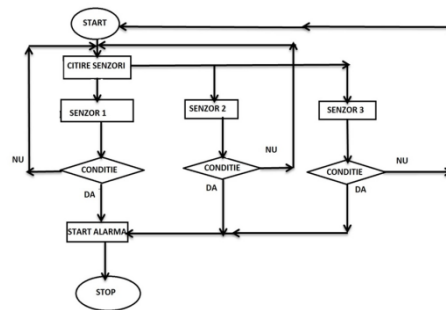 START
CITIRE SENZORI
SENZOR 1
SENZOR 2
SENZOR 3
NU
CONDITIE
NU
CONDITIE
NU
CONDITIE
DA
DA
DA
START ALARMA
STOP